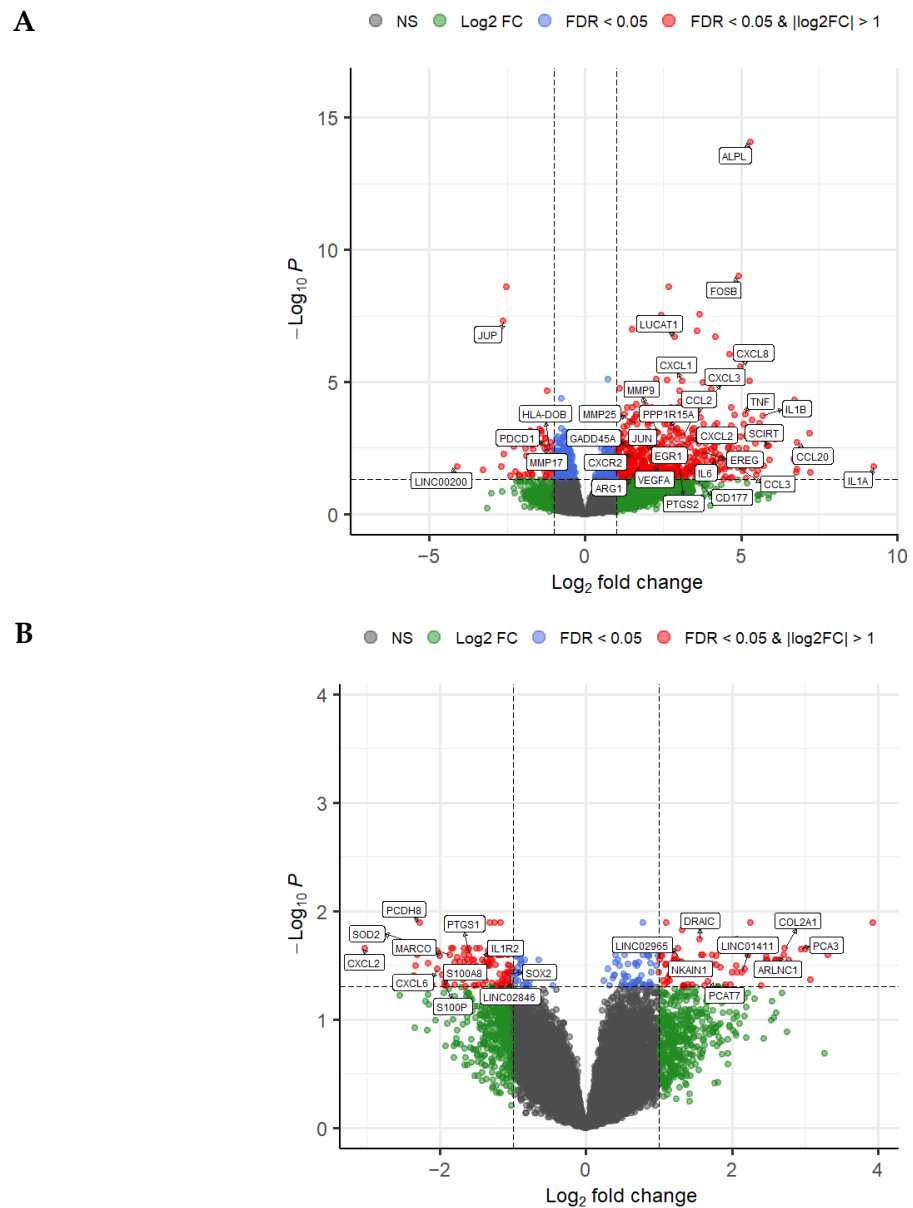 A
NS Log2 FC FDR < 0.05 FDR < 0.05 & |log2FC| > 1
15
ALPL
10
FOSB
JUP
LUCAT1
CXCL8
CXCL1
CXCL3
5
MMP9
CCL2
TNF
HLA-DOB
MMP25
PPP1R15A
IL1B
PDCD1
GADD45A
JUN
CXCL2
SCIRT
MMP17
CXCR2
EGR1
EREG
CCL20
LINC00200
VEGFA
IL6
CCL3
IL1A
ARG1
CD177
PTGS2
0
−5 0 5 10
Log2 fold change
−Log10 P
B
NS Log2 FC FDR < 0.05 FDR < 0.05 & |log2FC| > 1
4
3
2
PCDH8
PTGS1
DRAIC
COL2A1
SOD2
MARCO
IL1R2
LINC02965
LINC01411
PCA3
CXCL2
S100A8
SOX2
NKAIN1
ARLNC1
CXCL6
LINC02846
PCAT7
S100P
1
0
−2 0 2 4
Log2 fold change
−Log10 P